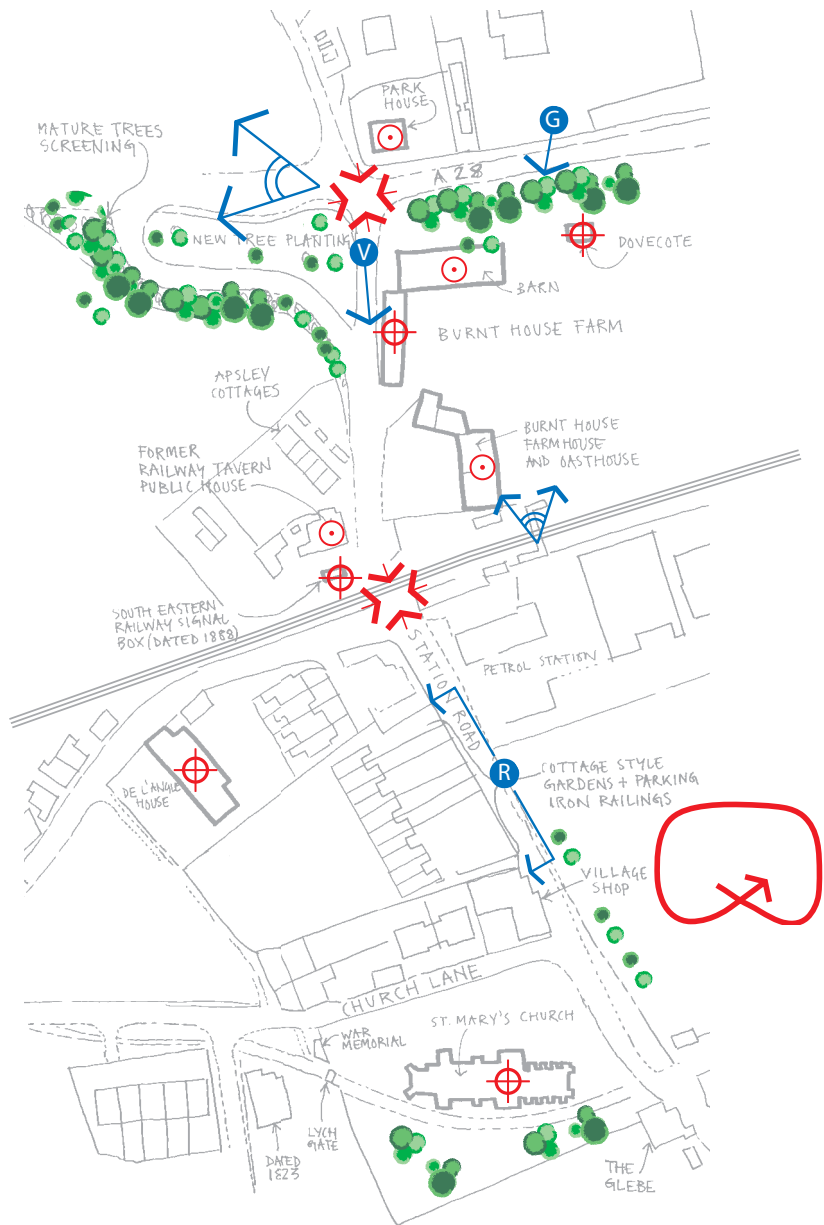 PARK
HOUSE
G
MATURE TREES
SCREENING
A 28
NEW TREE PLANTING
V
DOVECOTE
BARN
BURNT HOUSE FARM
APSLEY
COTTAGES
BURNT HOUSE
FARMHOUSE
AND OASTHOUSE
FORMER
RAILWAY TAVERN
PUBLIC HOUSE
SOUTH EASTERN
RAILWAY SIGNAL
BOX (DATED 1888)
STATION ROAD
PETROL STATION
R
COTTAGE STYLE
GARDENS + PARKING
IRON RAILINGS
DE L'ANGLE
HOUSE
VILLAGE
SHOP
CHURCH LANE
ST. MARY'S CHURCH
WAR
MEMORIAL
LYCH
GATE
DATED
1823
THE
GLEBE